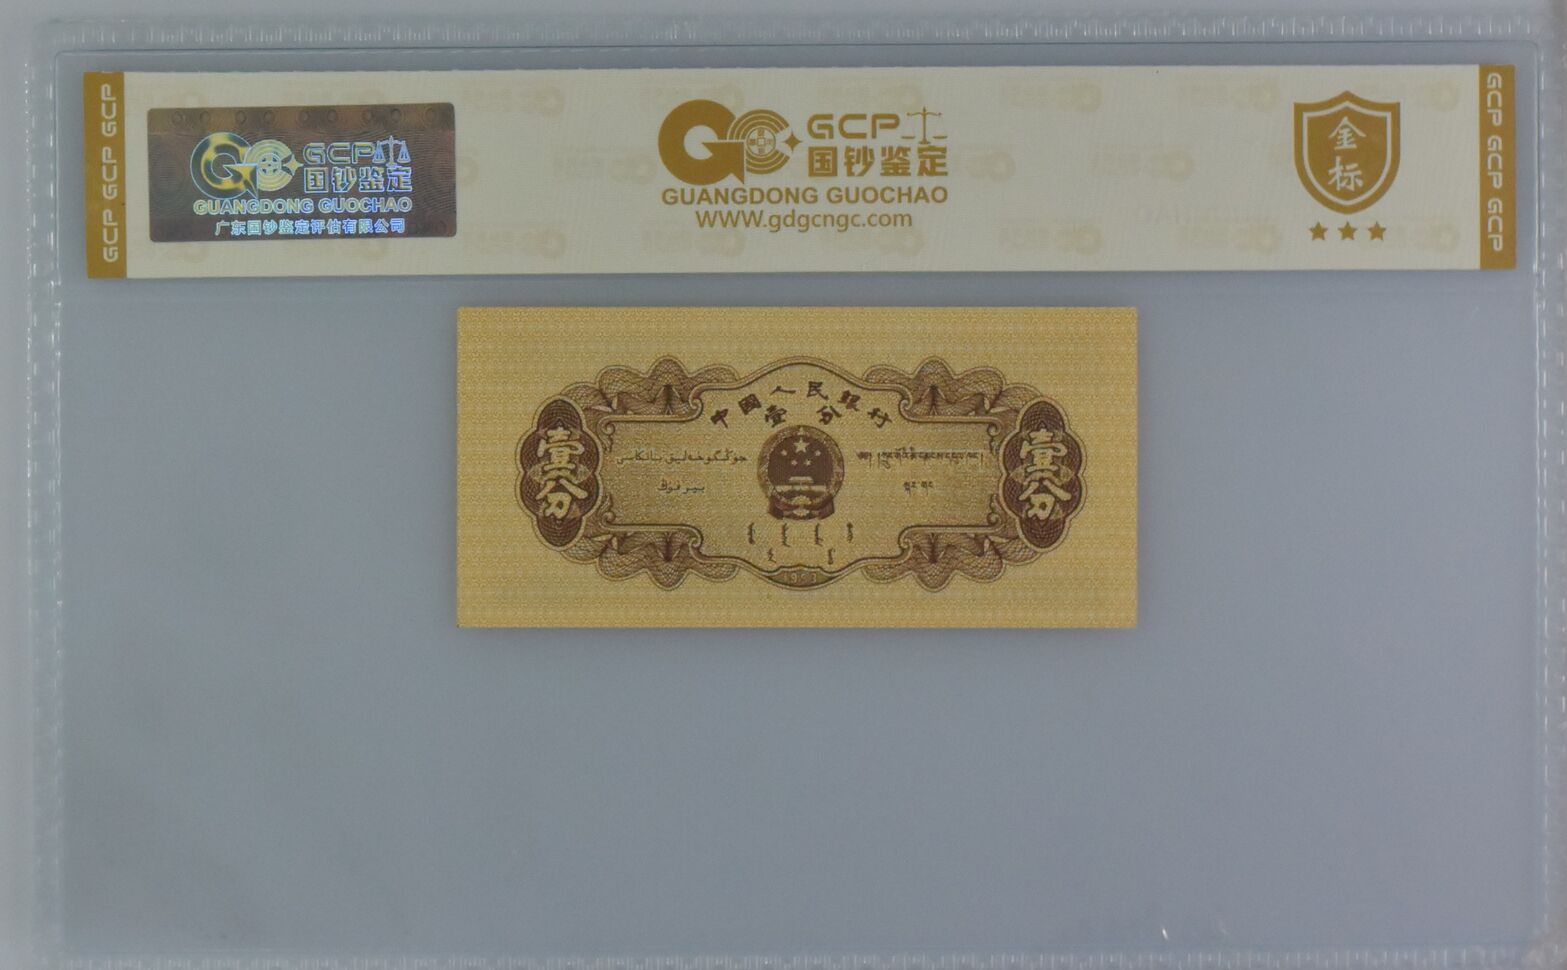 GCP GCP GCP
GCP
国钞鉴定
GUANGDONG GUOCHAO
广东国钞鉴定评估有限公司
GCP
国钞鉴定
GUANGDONG GUOCHAO
WWW.gdgcngc.com
金
标
GCP GCP GCP
中国人民银行
壹分
壹分
壹分
1953